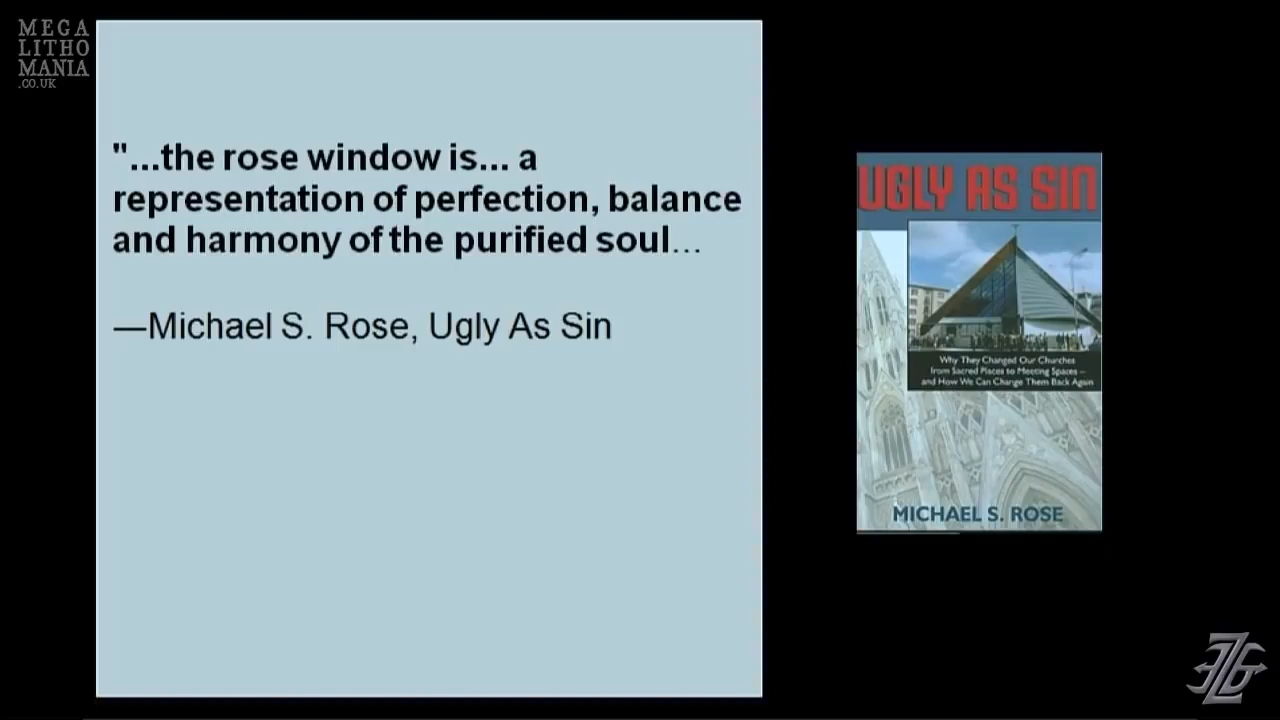 MEGA
LITHO
MANIA
.CO.UK
"...the rose window is... a
representation of perfection, balance
and harmony of the purified soul...
—Michael S. Rose, Ugly As Sin
UGLY AS SIN
Why They Changed Our Churches
from Sacred Places to Meeting Spaces –
and How We Can Change Them Back Again
MICHAEL S. ROSE